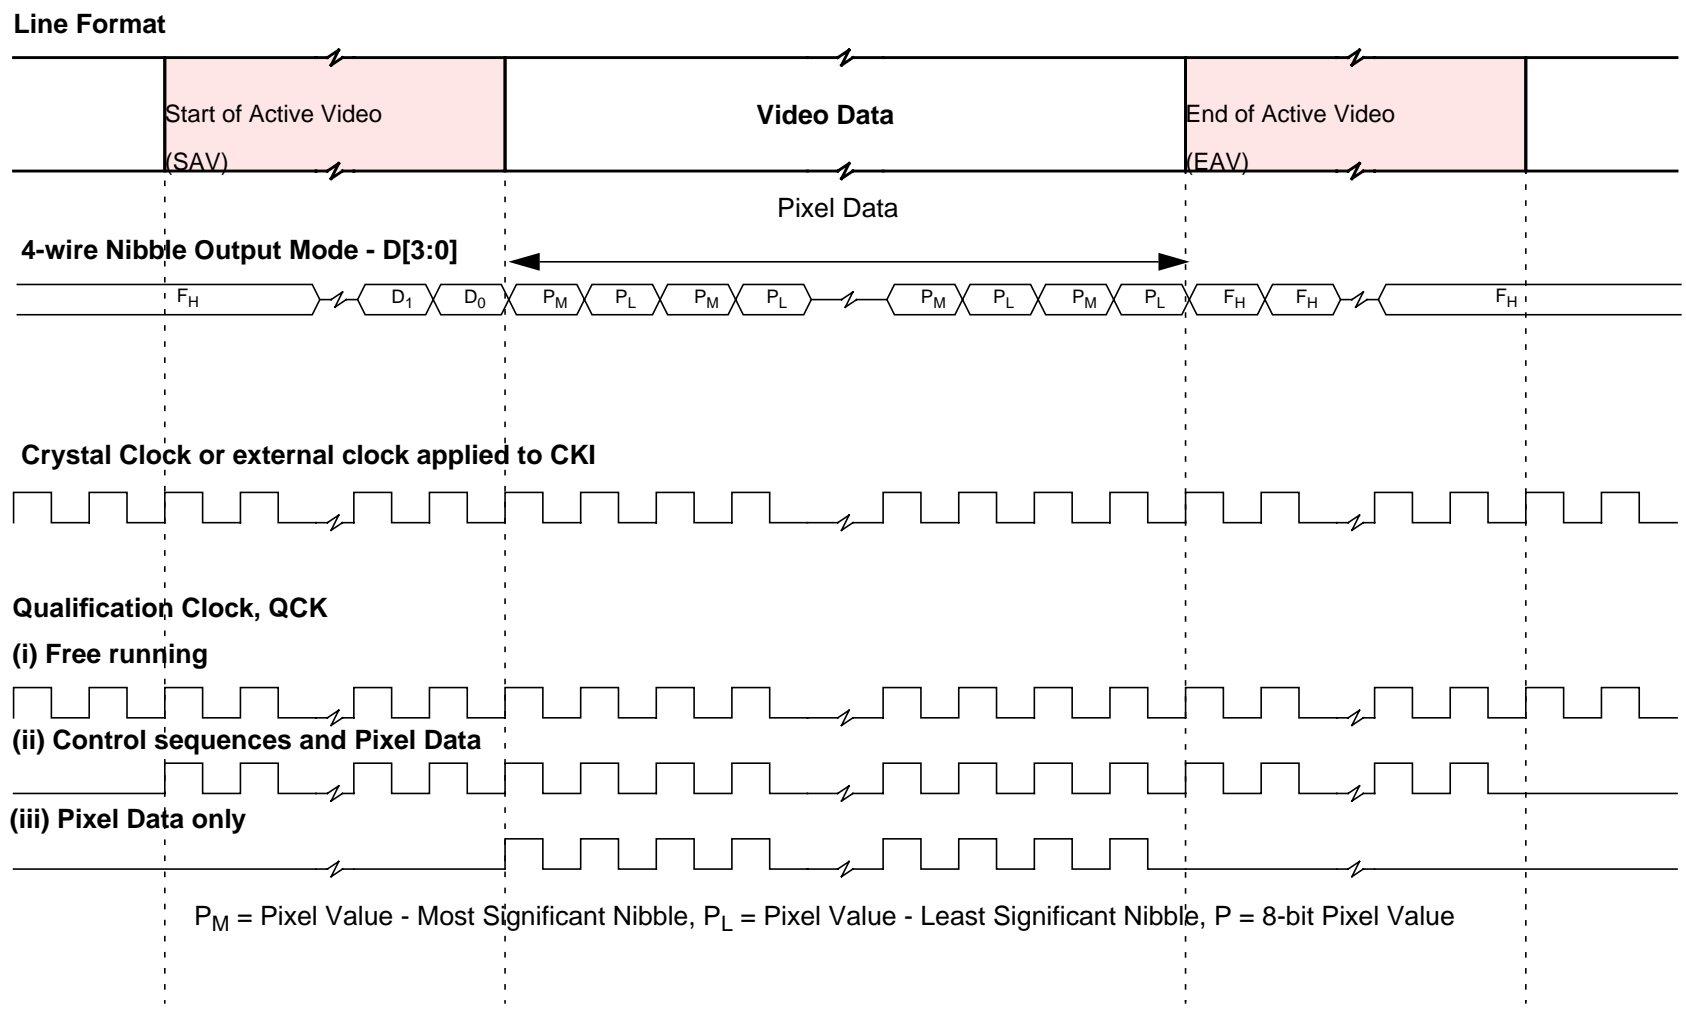 Line Format
Start of Active Video
(SAV)
Video Data
End of Active Video
(EAV)
Pixel Data
4-wire Nibble Output Mode - D[3:0]
FH D1 D0 PM PL PM PL PM PL PM PL FH FH FH
Crystal Clock or external clock applied to CKI
Qualification Clock, QCK
(i) Free running
(ii) Control sequences and Pixel Data
(iii) Pixel Data only
PM = Pixel Value - Most Significant Nibble, PL = Pixel Value - Least Significant Nibble, P = 8-bit Pixel Value